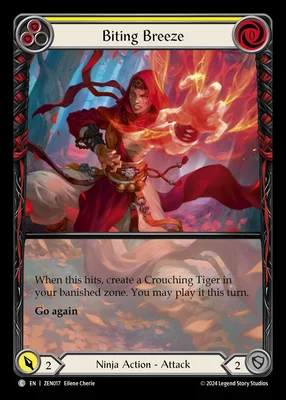 Biting Breeze
When this hits, create a Crouching Tiger in
your banished zone. You may play it this turn.
Go again
2
Ninja Action - Attack
2
C EN | ZEN017 Eilene Cherie
© 2024 Legend Story Studios